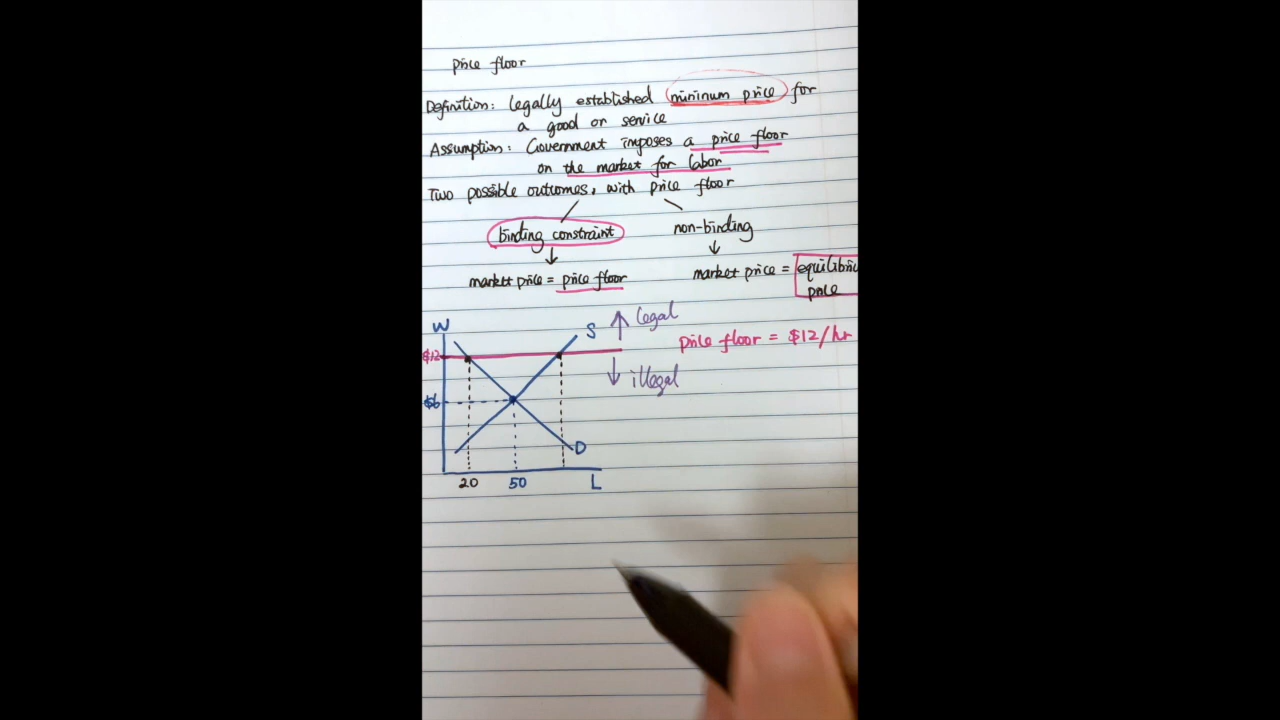 price floor
Definition: legally established minimum price for
a good or service
Assumption: Government imposes a price floor
on the market for labor
Two possible outcomes, with price floor
binding constraint non-binding
market price = price floor market price = equilibriu
price
W S legal
price floor = $12/hr
$12
illegal
$6
D
20 50 L